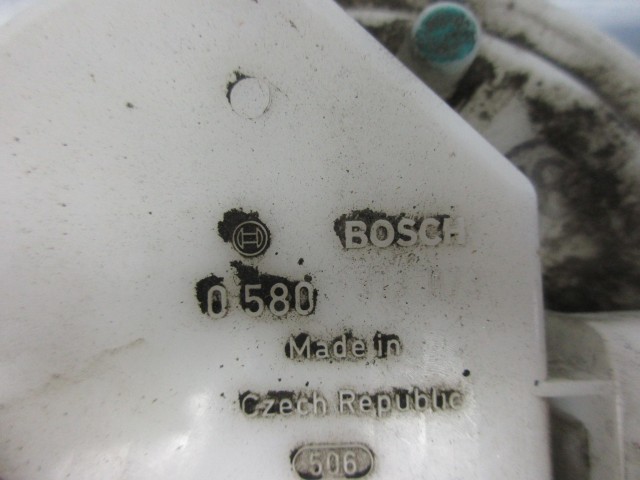 BOSCH
0 580
Made in
Czech Republic
506